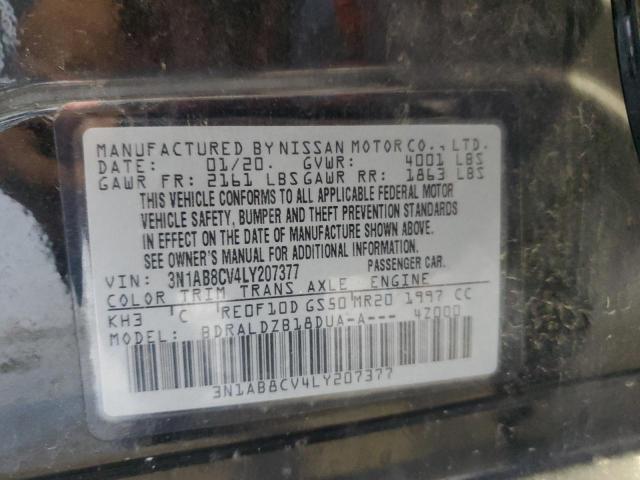 MANUFACTURED BY NISSAN MOTOR CO., LTD.
DATE: 01/20. GVWR: 4001 LBS
GAWR FR: 2161 LBS GAWR RR: 1863 LBS
THIS VEHICLE CONFORMS TO ALL APPLICABLE FEDERAL MOTOR
VEHICLE SAFETY, BUMPER AND THEFT PREVENTION STANDARDS
IN EFFECT ON THE DATE OF MANUFACTURE SHOWN ABOVE.
SEE OWNER'S MANUAL FOR ADDITIONAL INFORMATION.
VIN: 3N1AB8CV4LY207377 PASSENGER CAR.
COLOR TRIM TRANS AXLE ENGINE
KH3 C RE0F10D GS50 MR20 1997 CC
MODEL: BDRALDZB18DUA-A--- 4Z000
3N1AB8CV4LY207377